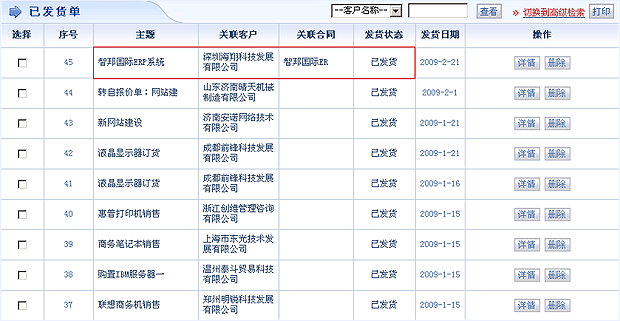 已发货单 --客户名称-- 查看 » 切换到高级检索 打印
选择 序号 主题 关联客户 关联合同 发货状态 发货日期 操作
45 智邦国际ERP系统 深圳海翔科技发展有限公司 智邦国际ER 已发货 2009-2-21 详情 删除
44 转自报价单:网站建 山东济南晴天机械制造有限公司 已发货 2009-2-1 详情 删除
43 新网站建设 济南安诺网络技术有限公司 已发货 2009-1-21 详情 删除
42 液晶显示器订货 成都前锋科技发展有限公司 已发货 2009-1-21 详情 删除
41 液晶显示器订货 成都前锋科技发展有限公司 已发货 2009-1-16 详情 删除
40 惠普打印机销售 浙江创维管理咨询有限公司 已发货 2009-1-15 详情 删除
39 商务笔记本销售 上海市东光技术发展有限公司 已发货 2009-1-15 详情 删除
38 购置IBM服务器一 温州泰斗贸易科技有限公司 已发货 2009-1-15 详情 删除
37 联想商务机销售 郑州明锐科技发展有限公司 已发货 2009-1-15 详情 删除